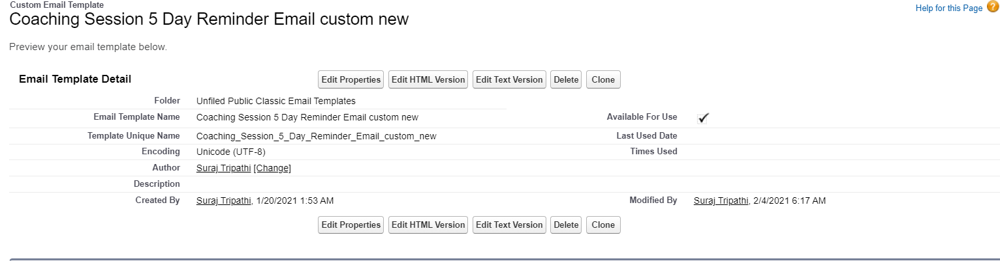 Custom Email Template
Coaching Session 5 Day Reminder Email custom new
Help for this Page ?
Preview your email template below.
Email Template Detail
Edit Properties Edit HTML Version Edit Text Version Delete Clone
Folder Unfiled Public Classic Email Templates
Email Template Name Coaching Session 5 Day Reminder Email custom new Available For Use
Template Unique Name Coaching_Session_5_Day_Reminder_Email_custom_new Last Used Date
Encoding Unicode (UTF-8) Times Used
Author Suraj Tripathi [Change]
Description
Created By Suraj Tripathi, 1/20/2021 1:53 AM Modified By Suraj Tripathi, 2/4/2021 6:17 AM
Edit Properties Edit HTML Version Edit Text Version Delete Clone